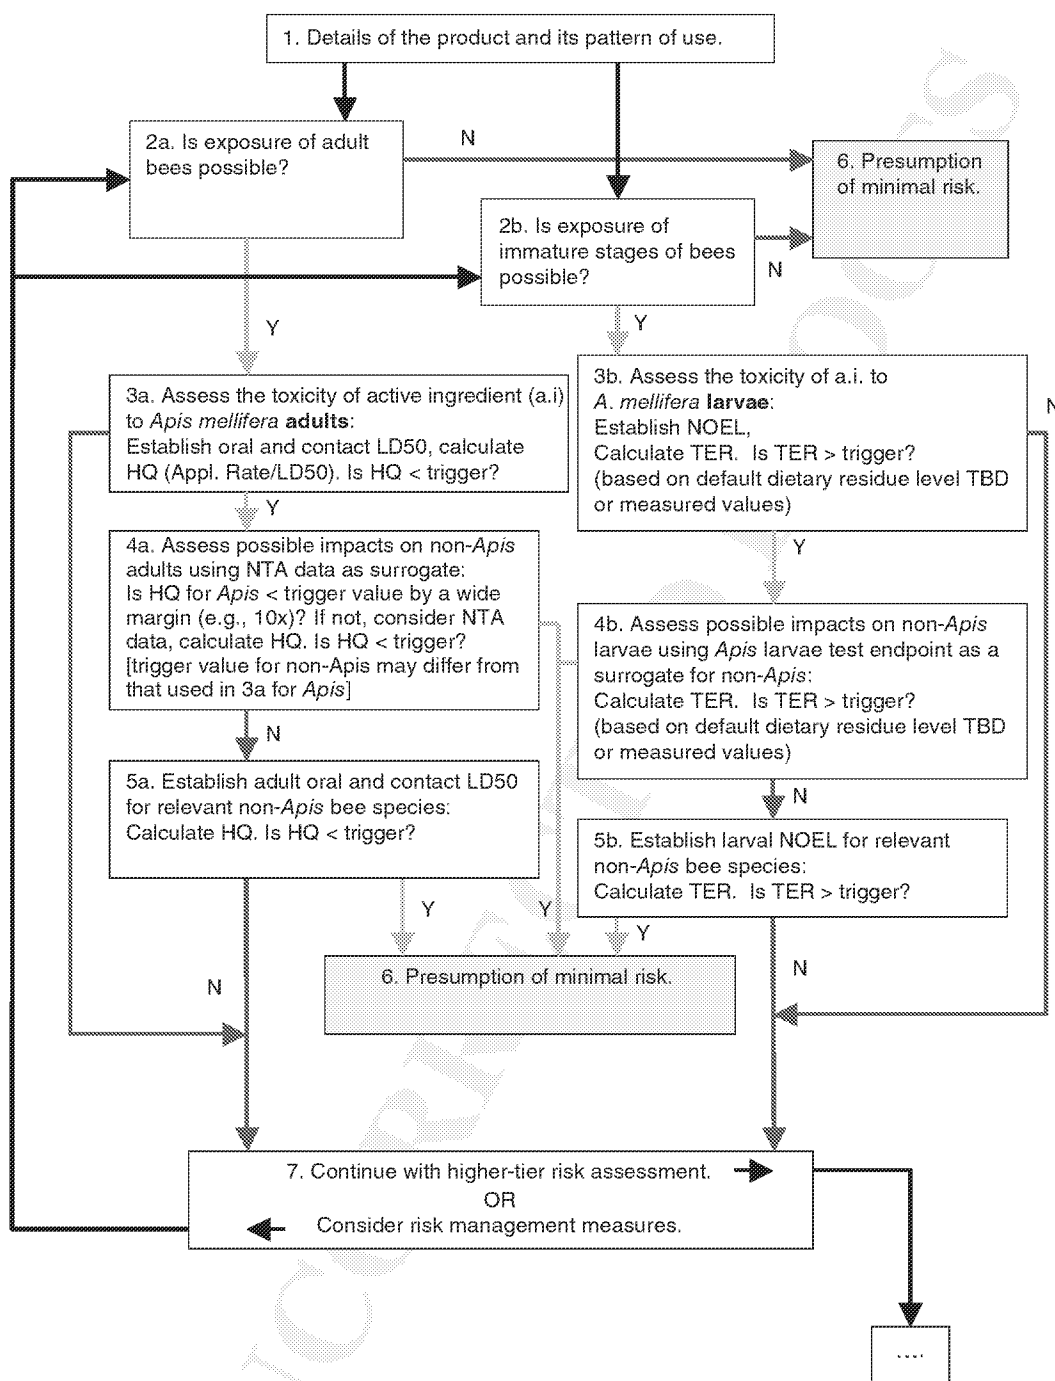 1. Details of the product and its pattern of use.
2a. Is exposure of adult
bees possible?
N
6. Presumption
of minimal risk.
2b. Is exposure of
immature stages of bees
possible?
N
Y
Y
3a. Assess the toxicity of active ingredient (a.i)
to Apis mellifera adults:
Establish oral and contact LD50, calculate
HQ (Appl. Rate/LD50). Is HQ < trigger?
3b. Assess the toxicity of a.i. to
A. mellifera larvae:
Establish NOEL,
Calculate TER. Is TER > trigger?
(based on default dietary residue level TBD
or measured values)
N
Y
Y
4a. Assess possible impacts on non-Apis
adults using NTA data as surrogate:
Is HQ for Apis < trigger value by a wide
margin (e.g., 10x)? If not, consider NTA
data, calculate HQ. Is HQ < trigger?
[trigger value for non-Apis may differ from
that used in 3a for Apis]
4b. Assess possible impacts on non-Apis
larvae using Apis larvae test endpoint as a
surrogate for non-Apis:
Calculate TER. Is TER > trigger?
(based on default dietary residue level TBD
or measured values)
N
N
5a. Establish adult oral and contact LD50
for relevant non-Apis bee species:
Calculate HQ. Is HQ < trigger?
5b. Establish larval NOEL for relevant
non-Apis bee species:
Calculate TER. Is TER > trigger?
Y
Y
Y
N
N
6. Presumption of minimal risk.
7. Continue with higher-tier risk assessment.
OR
Consider risk management measures.
....